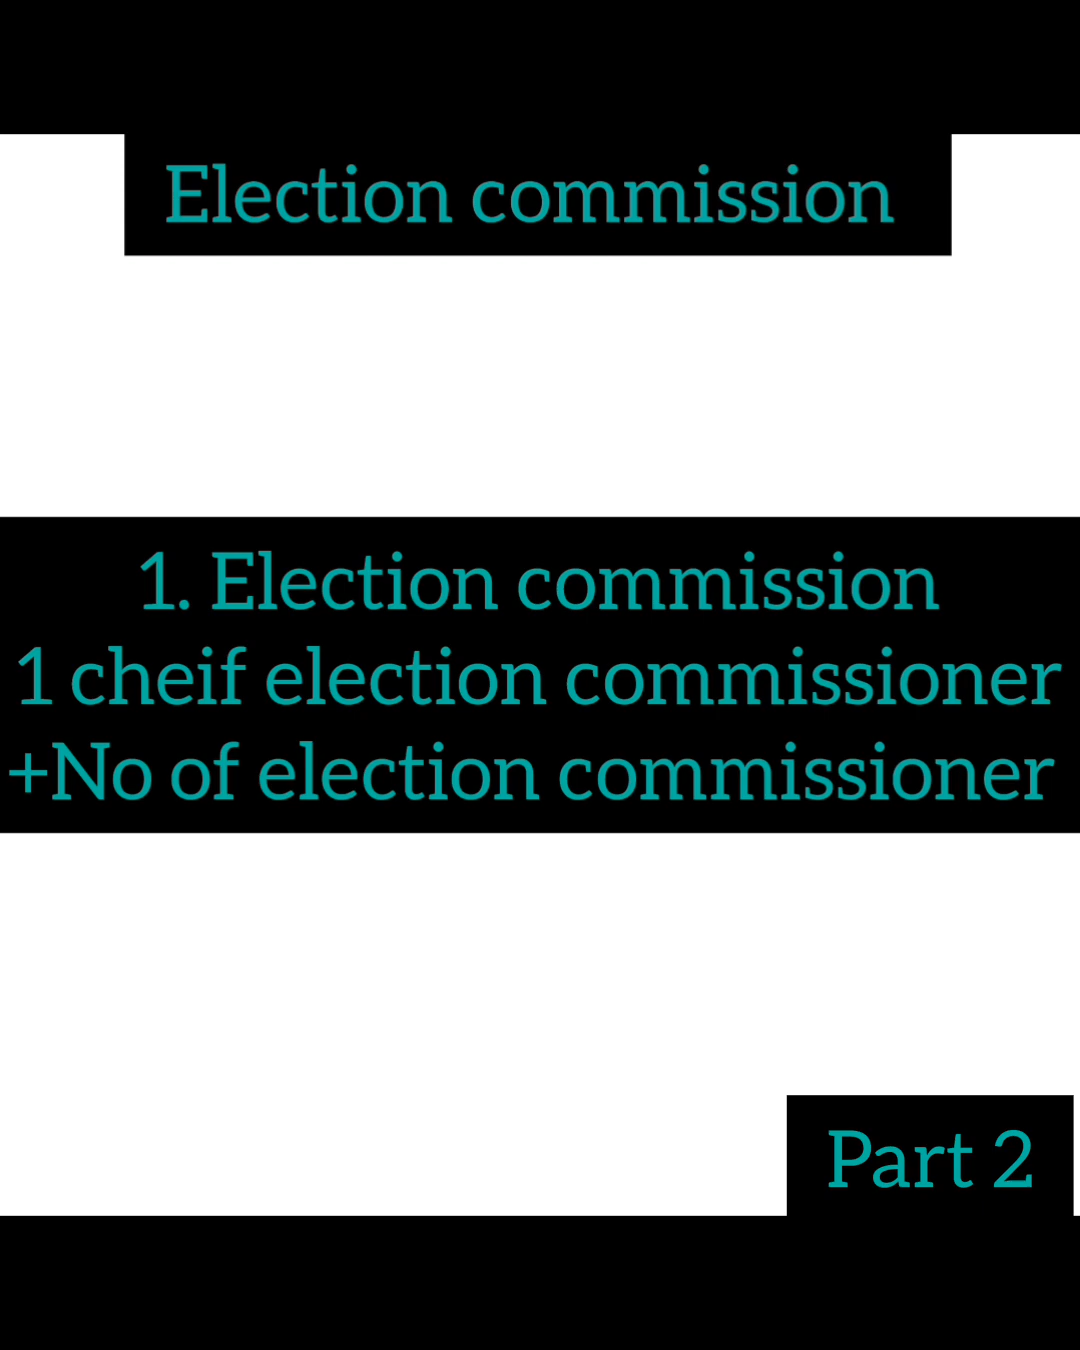 Election commission
1. Election commission
1 cheif election commissioner
+No of election commissioner
Part 2